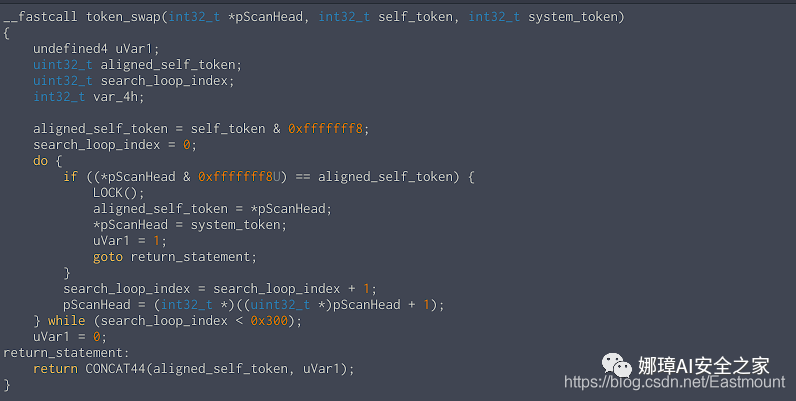 __fastcall token_swap(int32_t *pScanHead, int32_t self_token, int32_t system_token)
{
    undefined4 uVar1;
    uint32_t aligned_self_token;
    uint32_t search_loop_index;
    int32_t var_4h;

    aligned_self_token = self_token & 0xfffffff8;
    search_loop_index = 0;
    do {
        if ((*pScanHead & 0xfffffff8U) == aligned_self_token) {
            LOCK();
            aligned_self_token = *pScanHead;
            *pScanHead = system_token;
            uVar1 = 1;
            goto return_statement;
        }
        search_loop_index = search_loop_index + 1;
        pScanHead = (int32_t *)((uint32_t *)pScanHead + 1);
    } while (search_loop_index < 0x300);
    uVar1 = 0;
return_statement:
    return CONCAT44(aligned_self_token, uVar1);
}
娜璋AI安全之家
https://blog.csdn.net/Eastmount